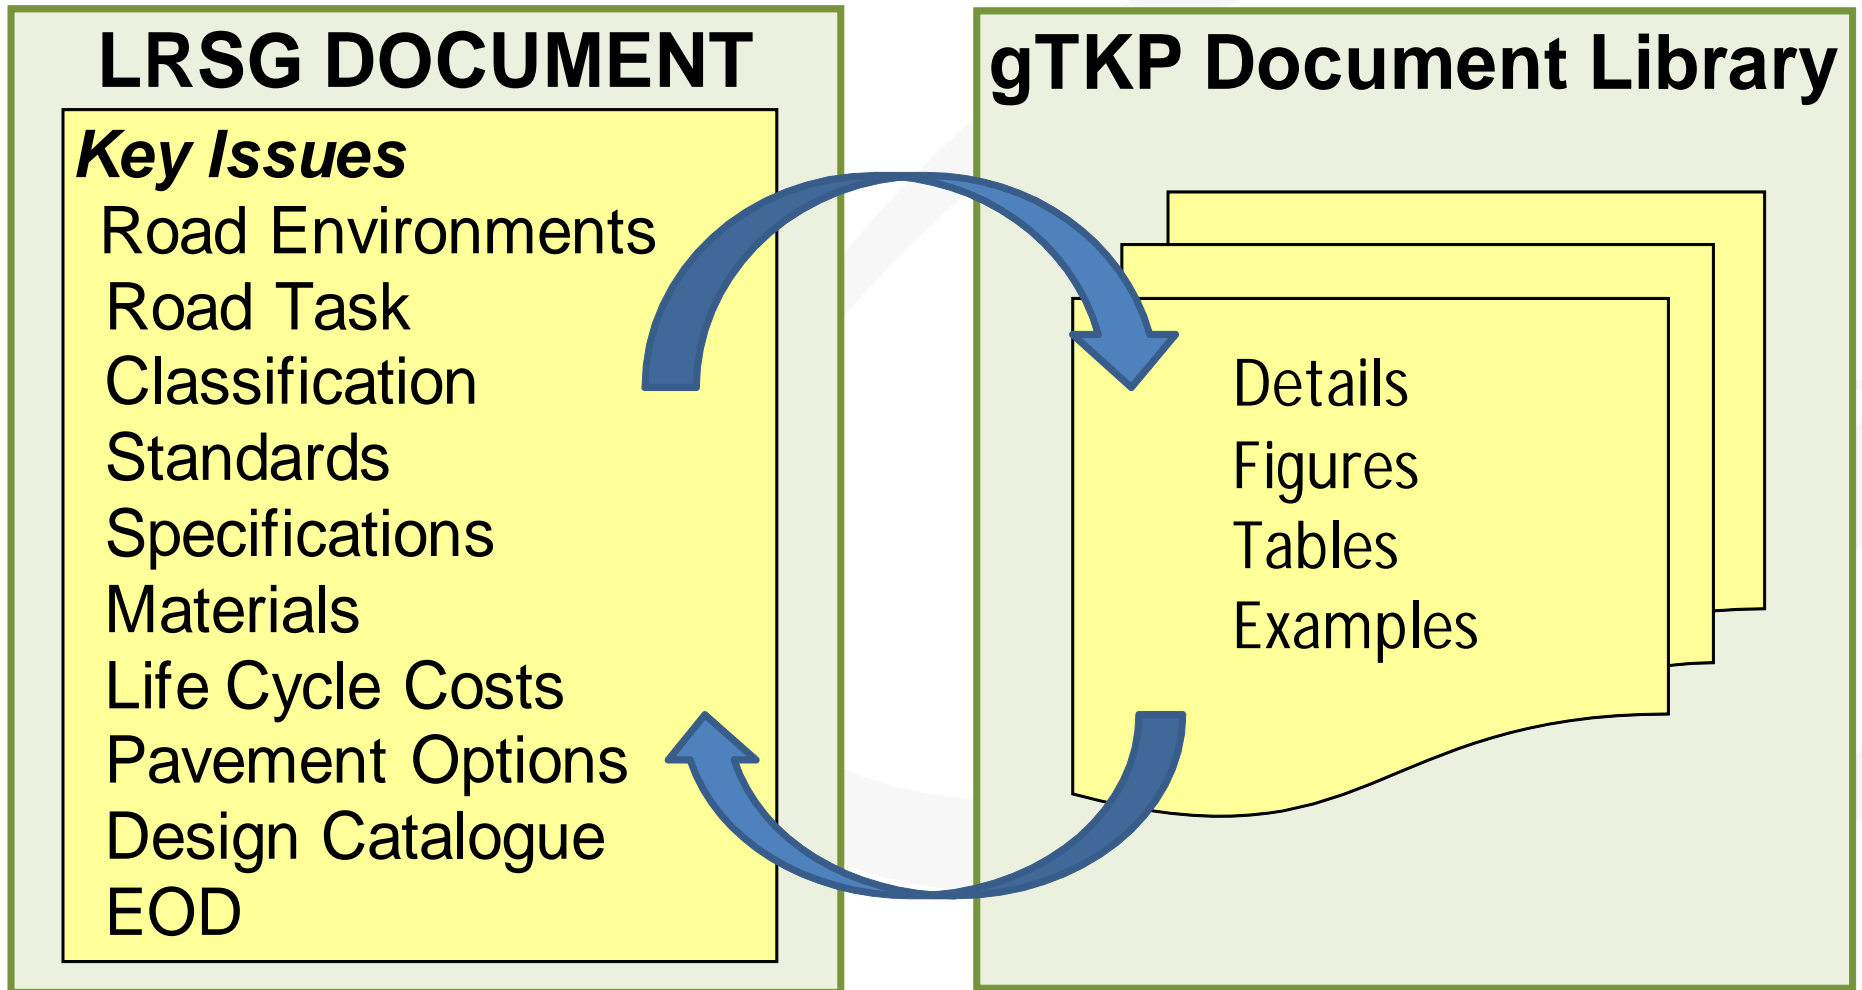 LRSG DOCUMENT
Key Issues
Road Environments
Road Task
Classification
Standards
Specifications
Materials
Life Cycle Costs
Pavement Options
Design Catalogue
EOD
gTKP Document Library
Details
Figures
Tables
Examples